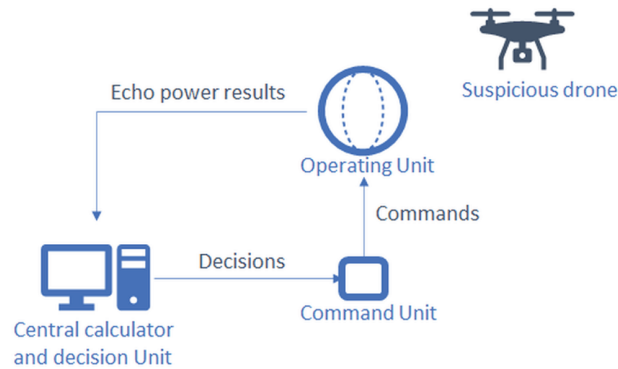 Suspicious drone
Echo power results
Operating Unit
Commands
Decisions
Command Unit
Central calculator
and decision Unit